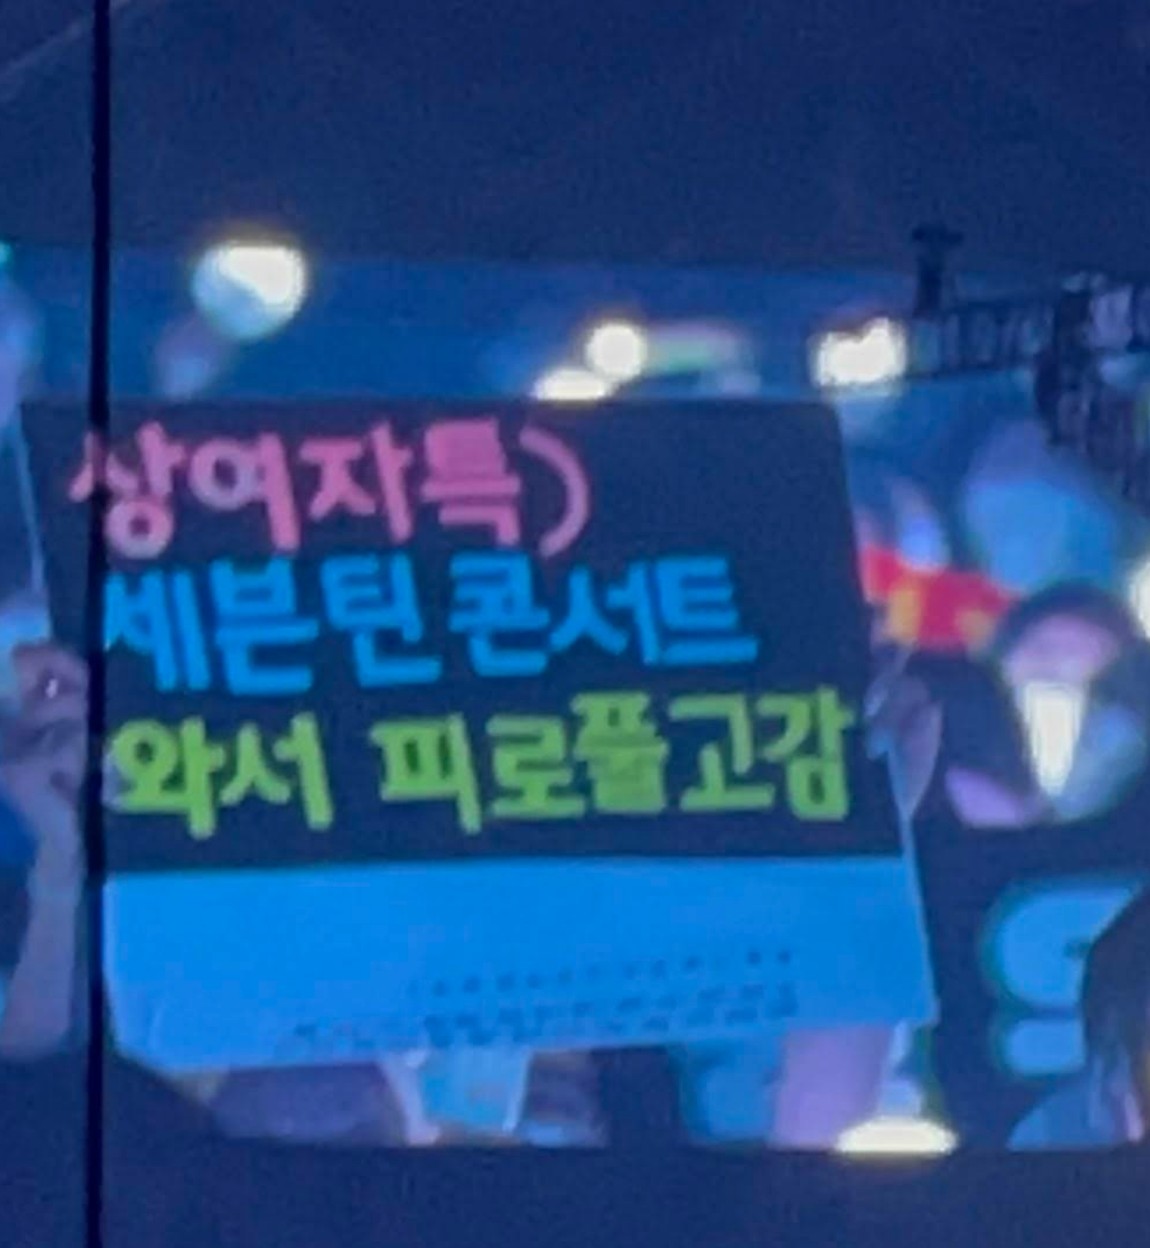 상여자특)
세븐틴 콘서트
와서 피로풀고감